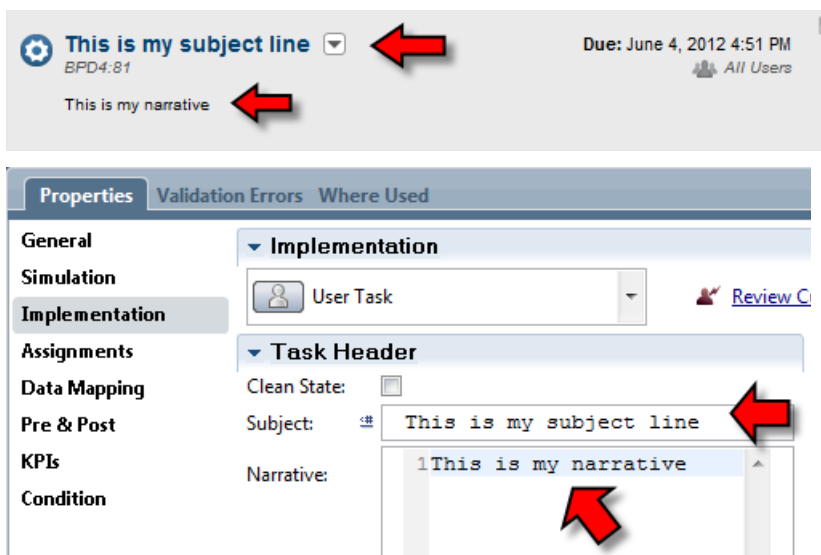 This is my subject line
Due: June 4, 2012 4:51 PM
BPD4:81
All Users
This is my narrative
Properties Validation Errors Where Used
General
Simulation
Implementation
Assignments
Data Mapping
Pre & Post
KPIs
Condition
Implementation
User Task
Review C
Task Header
Clean State:
Subject: <# This is my subject line
Narrative: 1This is my narrative